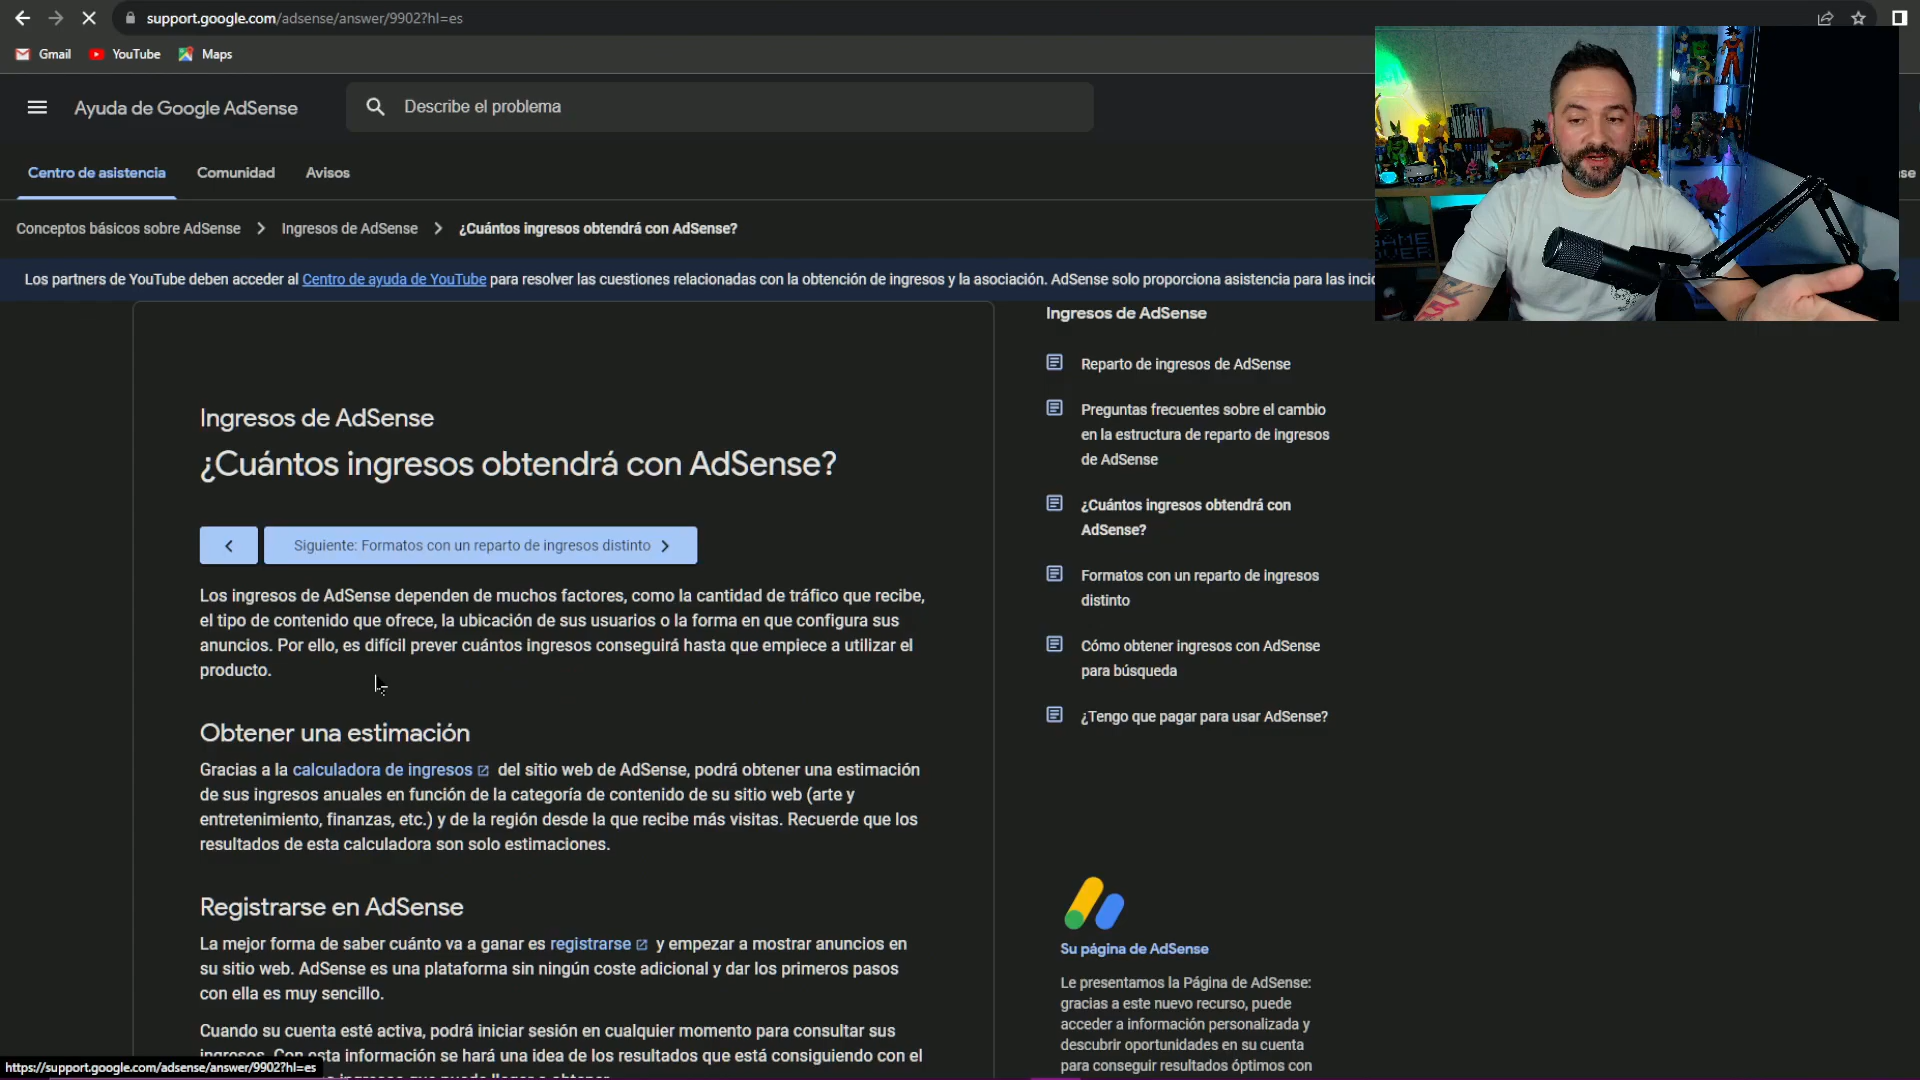 support.google.com/adsense/answer/9902?hl=es
Gmail
YouTube
Maps
Ayuda de Google AdSense
Describe el problema
Centro de asistencia
Comunidad
Avisos
Conceptos básicos sobre AdSense
Ingresos de AdSense
¿Cuántos ingresos obtendrá con AdSense?
Los partners de YouTube deben acceder al Centro de ayuda de YouTube para resolver las cuestiones relacionadas con la obtención de ingresos y la asociación. AdSense solo proporciona asistencia para las
Ingresos de AdSense
¿Cuántos ingresos obtendrá con AdSense?
Siguiente: Formatos con un reparto de ingresos distinto
Los ingresos de AdSense dependen de muchos factores, como la cantidad de tráfico que recibe,
el tipo de contenido que ofrece, la ubicación de sus usuarios o la forma en que configura sus
anuncios. Por ello, es difícil prever cuántos ingresos conseguirá hasta que empiece a utilizar el
producto.
Obtener una estimación
Gracias a la calculadora de ingresos del sitio web de AdSense, podrá obtener una estimación
de sus ingresos anuales en función de la categoría de contenido de su sitio web (arte y
entretenimiento, finanzas, etc.) y de la región desde la que recibe más visitas. Recuerde que los
resultados de esta calculadora son solo estimaciones.
Registrarse en AdSense
La mejor forma de saber cuánto va a ganar es registrarse y empezar a mostrar anuncios en
su sitio web. AdSense es una plataforma sin ningún coste adicional y dar los primeros pasos
con ella es muy sencillo.
Cuando su cuenta esté activa, podrá iniciar sesión en cualquier momento para consultar sus
ingresos. Con esta información se hará una idea de los resultados que está consiguiendo con el
https://support.google.com/adsense/answer/9902?hl=es
Ingresos de AdSense
Reparto de ingresos de AdSense
Preguntas frecuentes sobre el cambio
en la estructura de reparto de ingresos
de AdSense
¿Cuántos ingresos obtendrá con
AdSense?
Formatos con un reparto de ingresos
distinto
Cómo obtener ingresos con AdSense
para búsqueda
¿Tengo que pagar para usar AdSense?
Su página de AdSense
Le presentamos la Página de AdSense:
gracias a este nuevo recurso, puede
acceder a información personalizada y
descubrir oportunidades en su cuenta
para conseguir resultados óptimos con
GAME
OVER